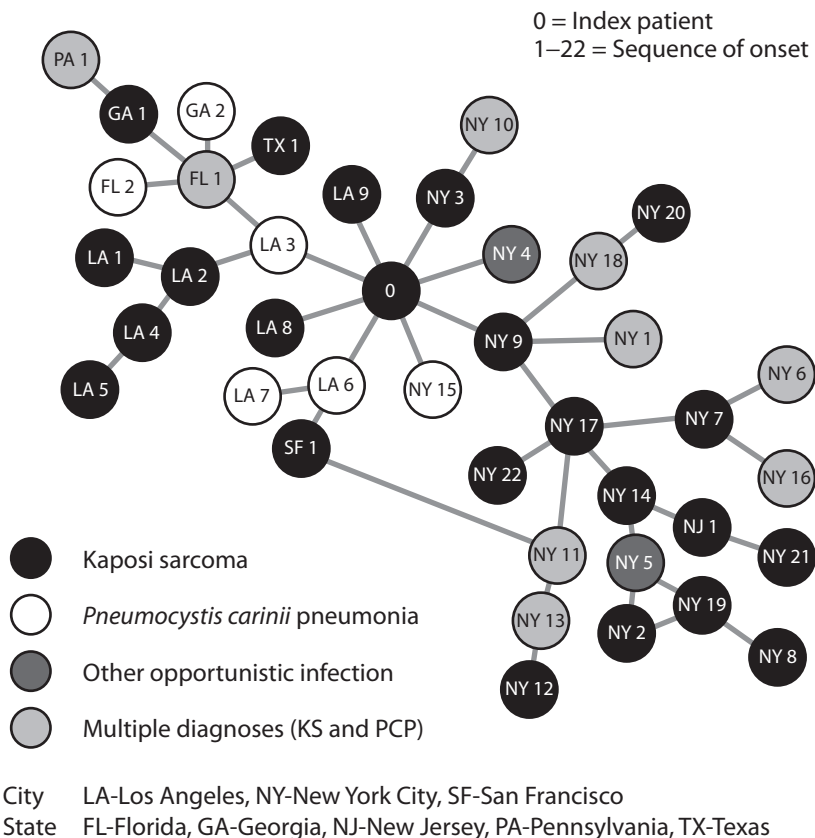 0 = Index patient
1–22 = Sequence of onset
PA 1
GA 1
GA 2
NY 10
TX 1
FL 2
FL 1
LA 9
NY 3
NY 20
LA 3
NY 4
NY 18
LA 1
LA 2
0
LA 4
LA 8
NY 9
NY 1
LA 5
LA 7
LA 6
NY 15
NY 6
NY 7
NY 17
SF 1
NY 22
NY 16
NY 14
NJ 1
NY 11
NY 5
NY 21
NY 19
NY 13
NY 2
NY 8
NY 12
Kaposi sarcoma
Pneumocystis carinii pneumonia
Other opportunistic infection
Multiple diagnoses (KS and PCP)
City LA-Los Angeles, NY-New York City, SF-San Francisco
State FL-Florida, GA-Georgia, NJ-New Jersey, PA-Pennsylvania, TX-Texas